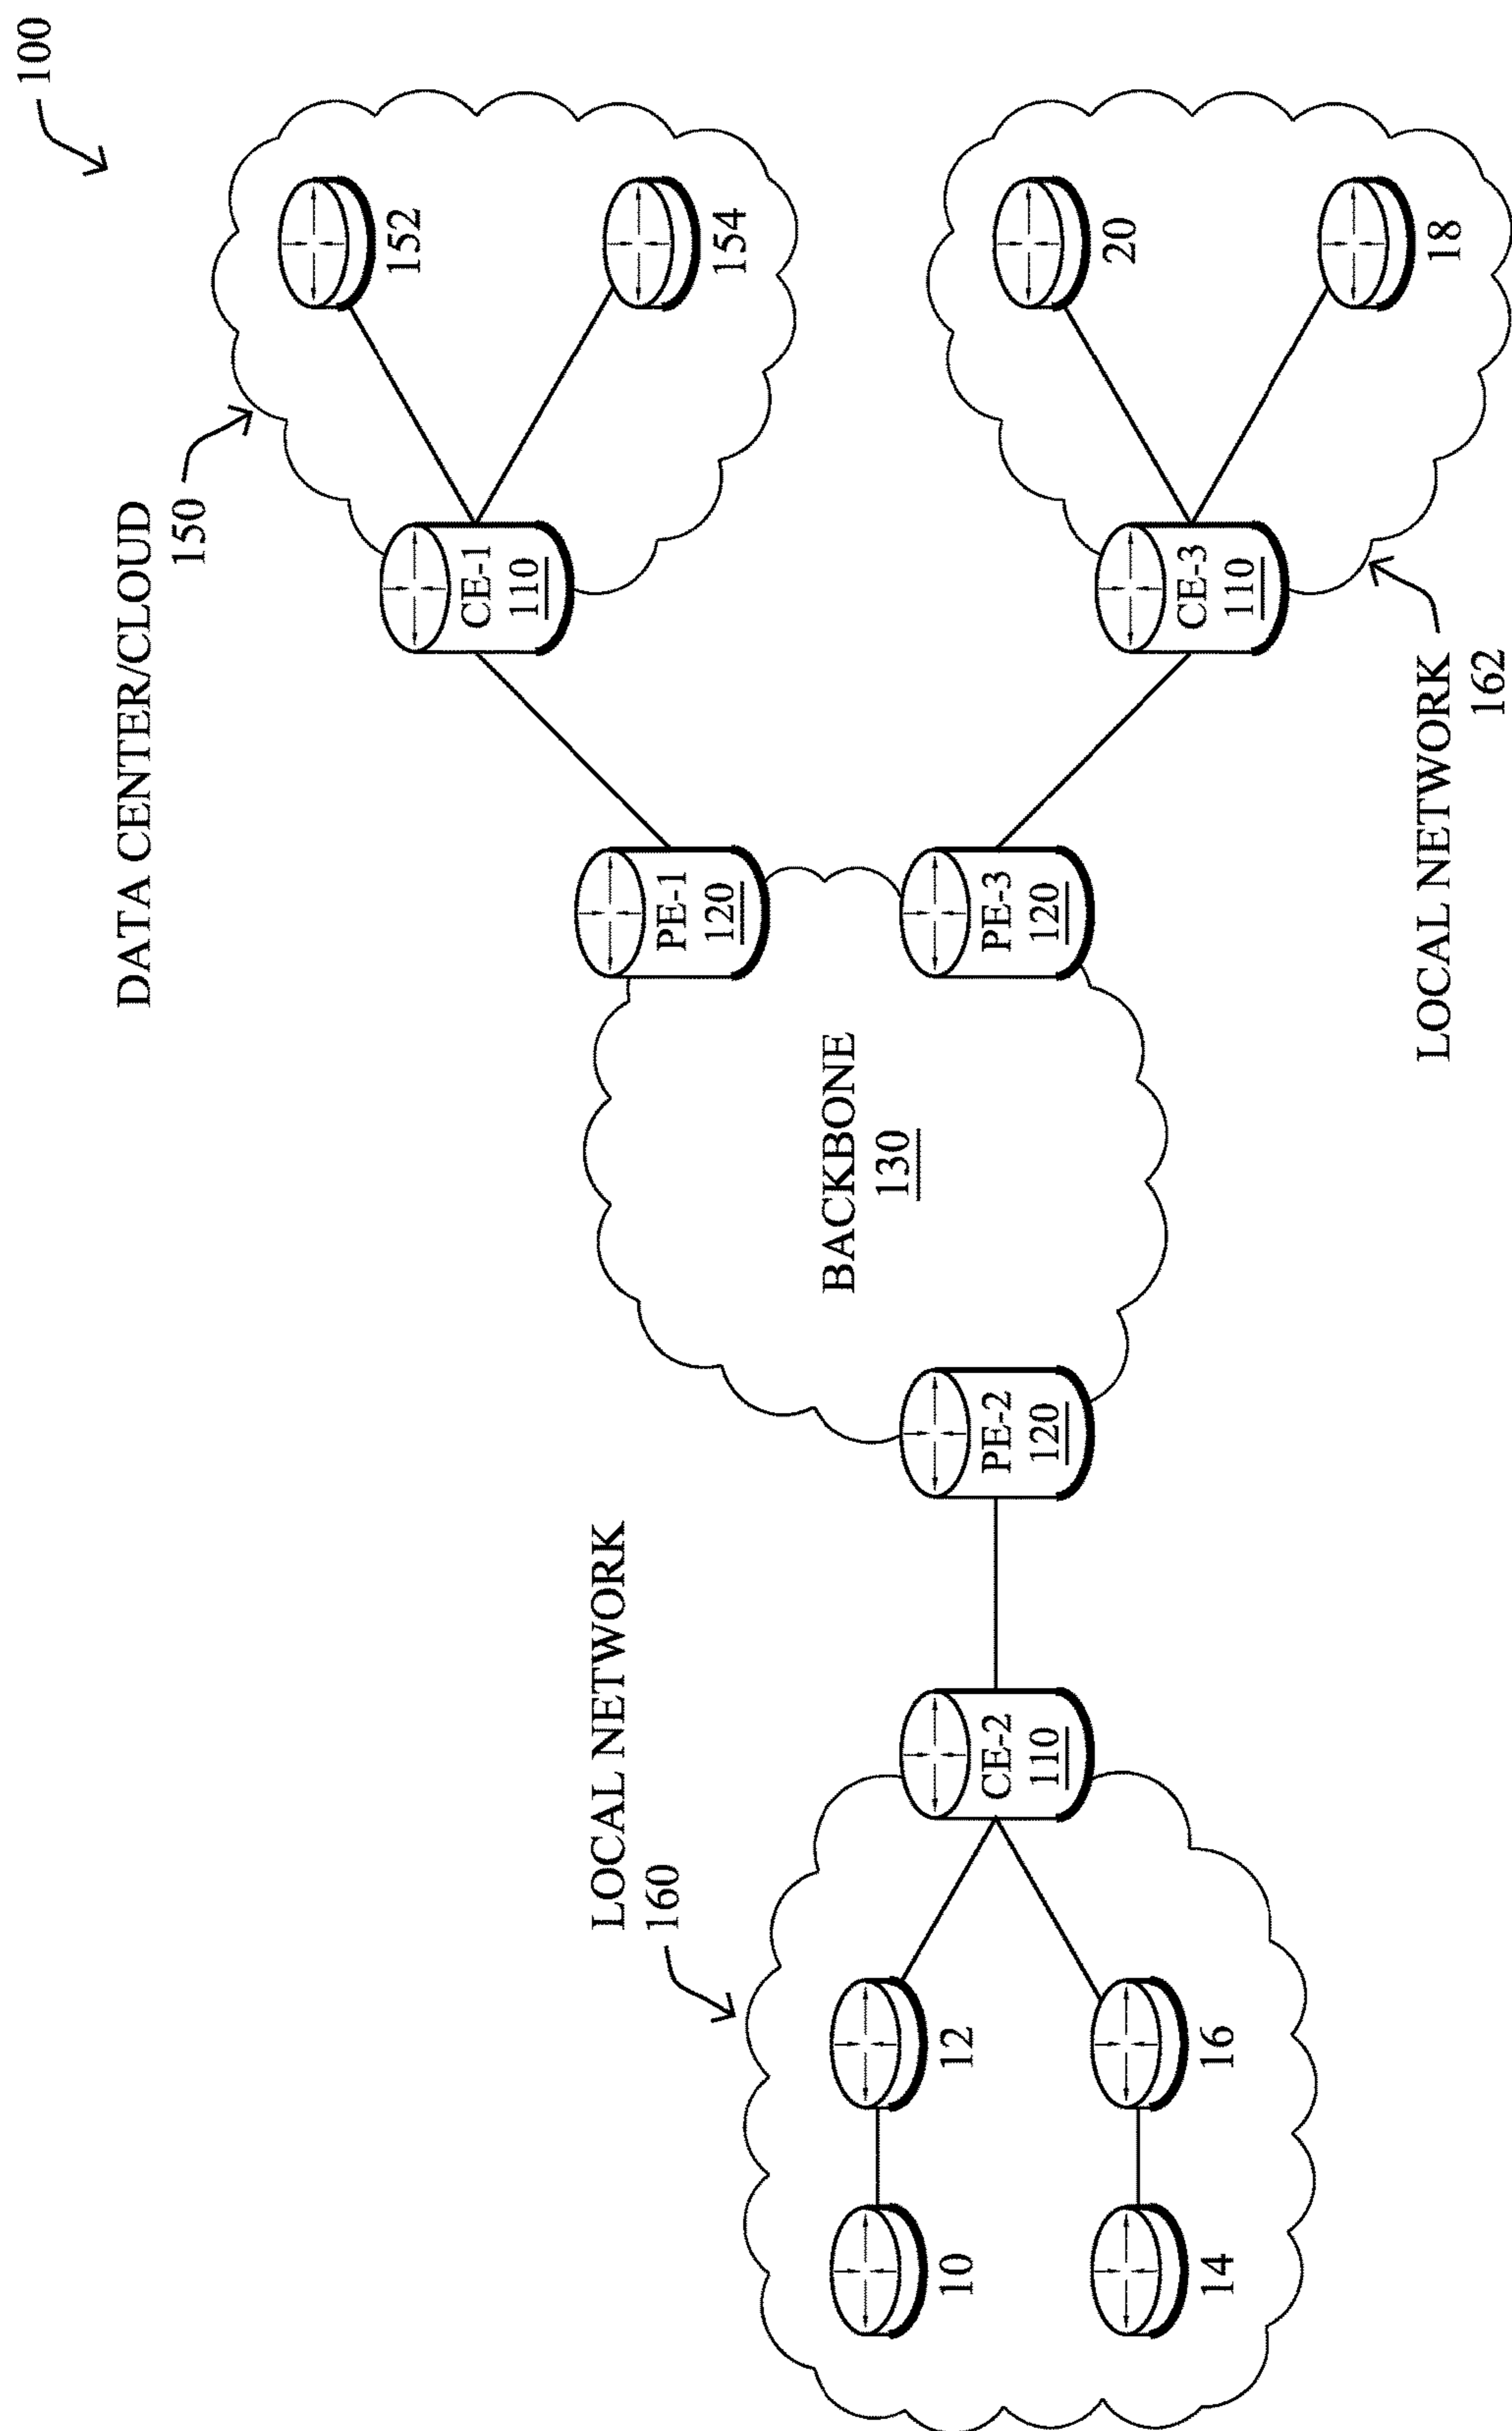 100
DATA CENTER/CLOUD
150
152
154
CE-1
110
PE-1
120
BACKBONE
130
PE-2
120
PE-3
120
CE-3
110
20
18
LOCAL NETWORK
162
LOCAL NETWORK
160
CE-2
110
12
10
16
14